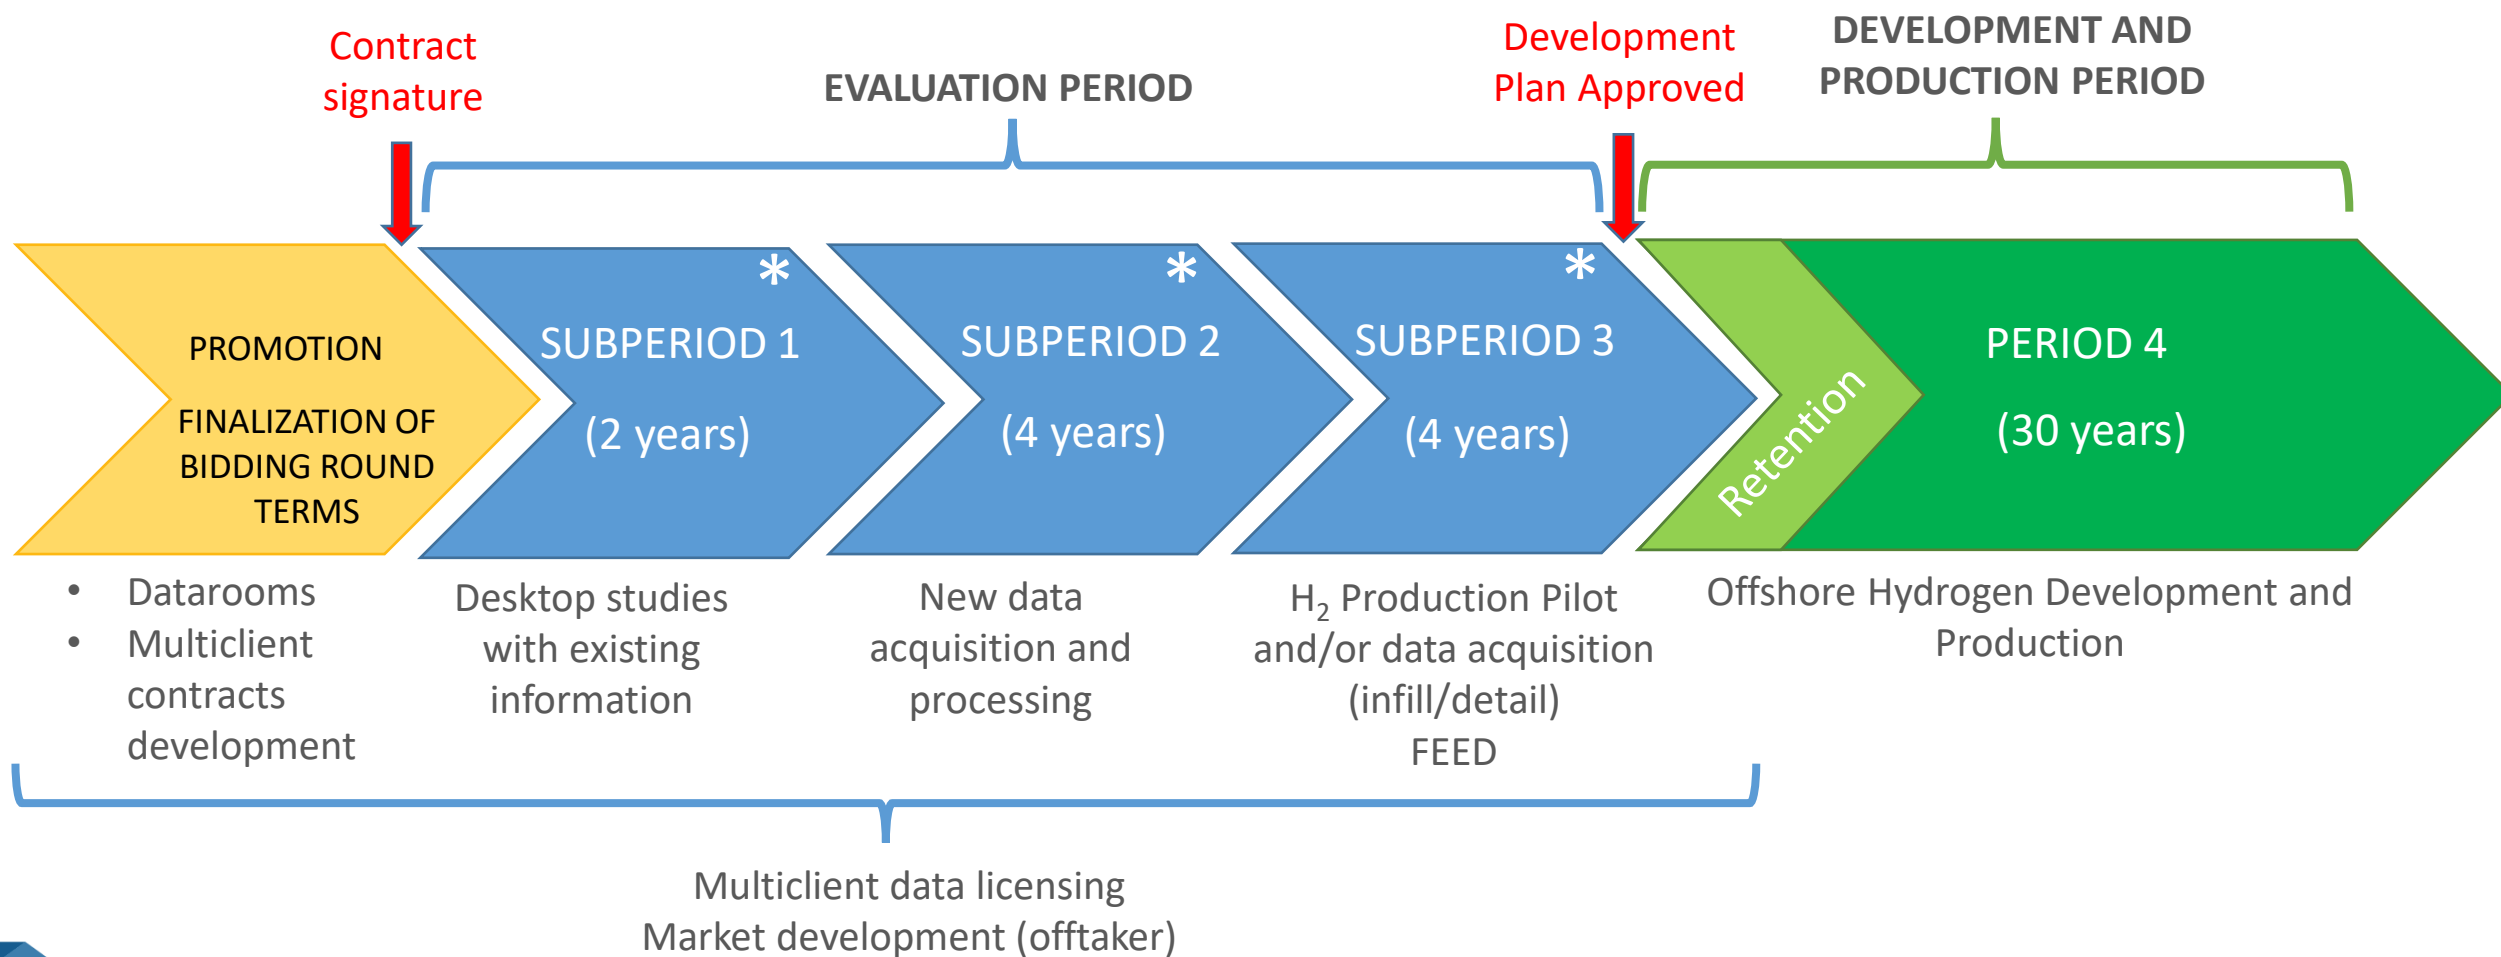 Contract
signature
EVALUATION PERIOD
Development
Plan Approved
DEVELOPMENT AND
PRODUCTION PERIOD
PROMOTION
FINALIZATION OF
BIDDING ROUND
TERMS
*
SUBPERIOD 1
(2 years)
*
SUBPERIOD 2
(4 years)
*
SUBPERIOD 3
(4 years)
Retention
PERIOD 4
(30 years)
• Datarooms
• Multiclient
contracts
development
Desktop studies
with existing
information
New data
acquisition and
processing
H₂ Production Pilot
and/or data acquisition
(infill/detail)
FEED
Offshore Hydrogen Development and
Production
Multiclient data licensing
Market development (offtaker)